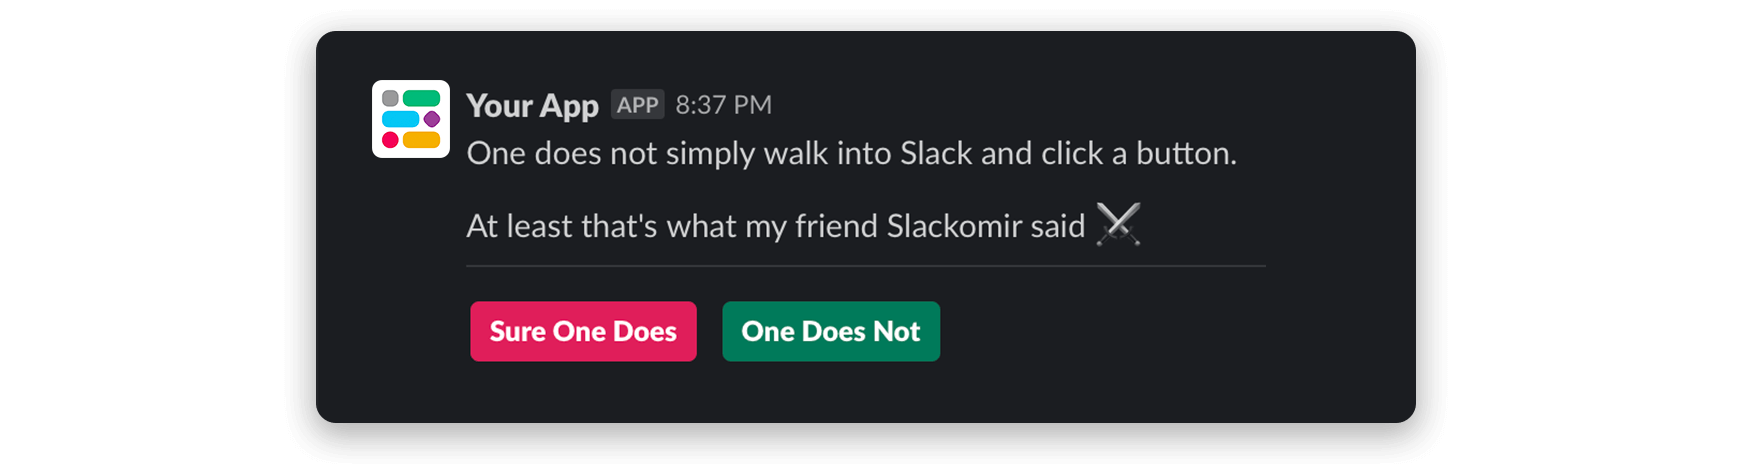 Your App APP 8:37 PM
One does not simply walk into Slack and click a button.
At least that's what my friend Slackomir said
Sure One Does One Does Not